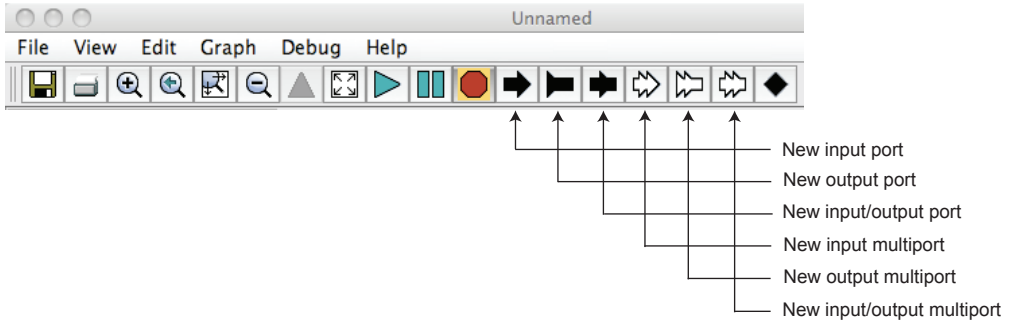 Unnamed
File View Edit Graph Debug Help
New input port
New output port
New input/output port
New input multiport
New output multiport
New input/output multiport